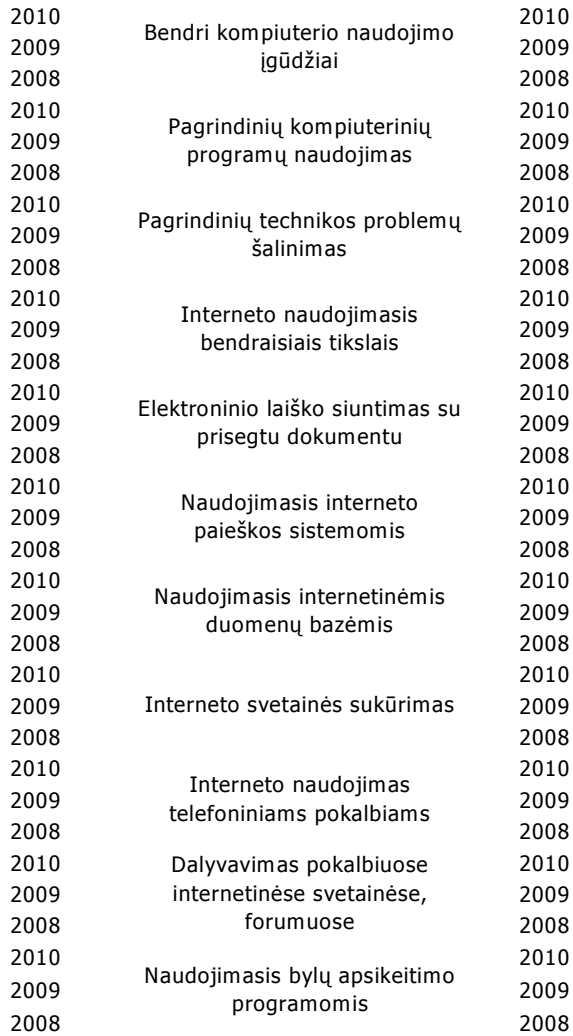 2010 2010
Bendri kompiuterio naudojimo
2009 2009
įgūdžiai
2008 2008
2010 2010
Pagrindinių kompiuterinių
2009 2009
programų naudojimas
2008 2008
2010 2010
Pagrindinių technikos problemų
2009 2009
šalinimas
2008 2008
2010 2010
Interneto naudojimasis
2009 2009
bendraisiais tikslais
2008 2008
2010 2010
Elektroninio laiško siuntimas su
2009 2009
prisegtu dokumentu
2008 2008
2010 2010
Naudojimasis interneto
2009 2009
paieškos sistemomis
2008 2008
2010 2010
Naudojimasis internetinėmis
2009 2009
duomenų bazėmis
2008 2008
2010 2010
2009 Interneto svetainės sukūrimas 2009
2008 2008
2010 2010
Interneto naudojimas
2009 2009
telefoniniams pokalbiams
2008 2008
2010 Dalyvavimas pokalbiuose 2010
2009 internetinėse svetainėse, 2009
2008 forumuose 2008
2010 2010
Naudojimasis bylų apsikeitimo
2009 2009
programomis
2008 2008